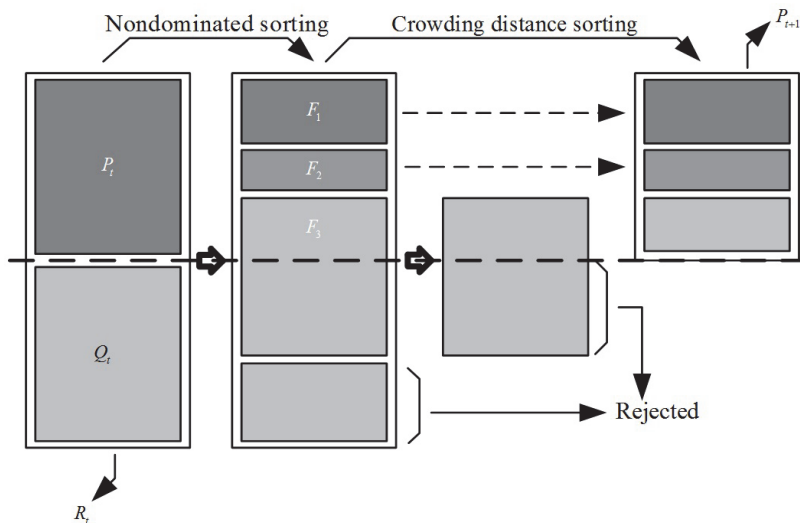 Nondominated sorting
Crowding distance sorting
P_{t+1}
P_t
F_1
F_2
F_3
Q_t
Rejected
R_t